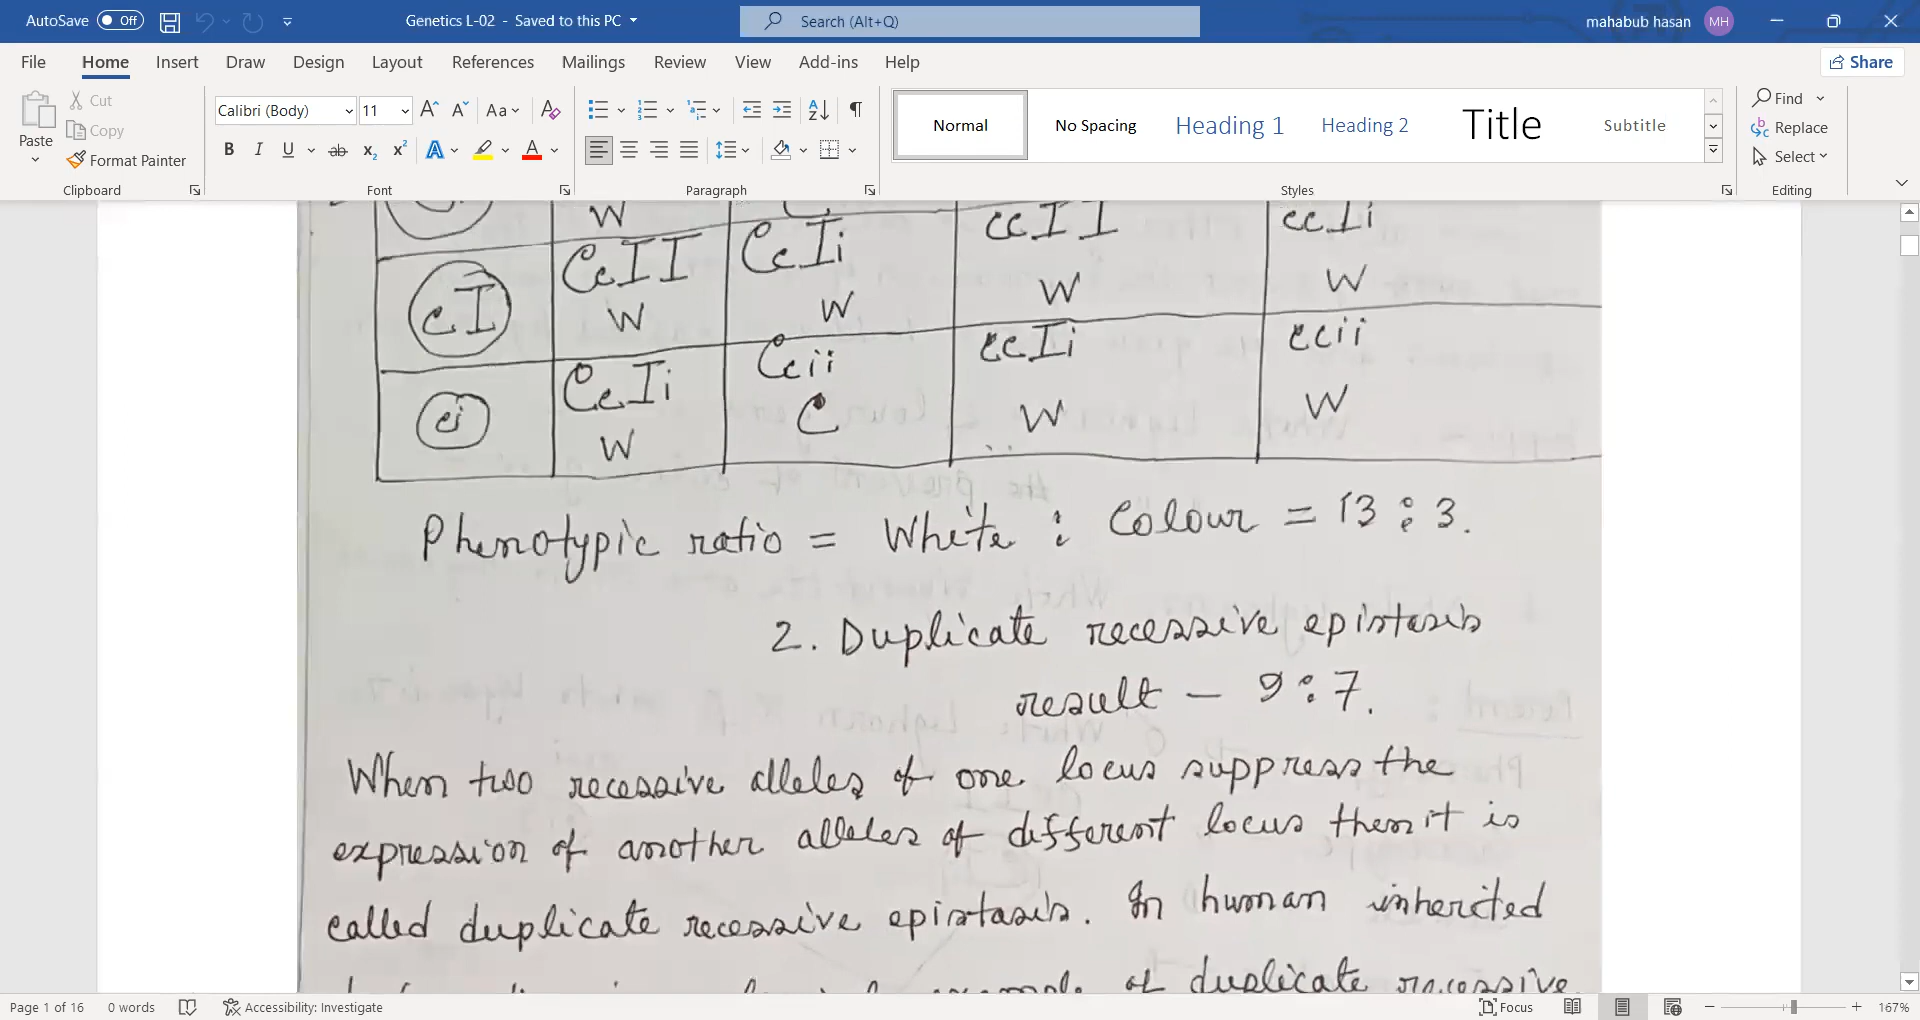 AutoSave Off Genetics L-02 - Saved to this PC Search (Alt+Q) mahabub hasan MH
File Home Insert Draw Design Layout References Mailings Review View Add-ins Help Share
Cut
Copy
Paste
Format Painter
Calibri (Body) 11
Normal No Spacing Heading 1 Heading 2 Title Subtitle
Find
Replace
Select
Clipboard Font Paragraph Styles Editing
W
ccII ccIi
cI CcII CcIi
W W W W
ci CcIi Ccii ccIi ccii
W C W W
Phenotypic ratio = White : Colour = 13 : 3.
2. Duplicate recessive epistasis
result – 9 : 7.
When two recessive alleles of one locus suppress the
expression of another alleles of different locus then it is
called duplicate recessive epistasis. In human inherited
example of duplicate recessive
Page 1 of 16 0 words Accessibility: Investigate Focus 167%